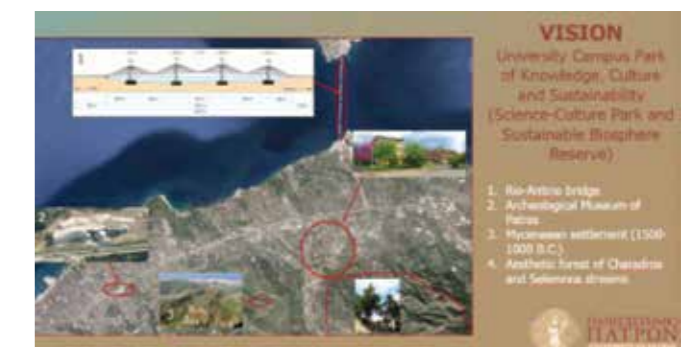 VISION
University Campus Park
of Knowledge, Culture
and Sustainability
(Science-Culture Park and
Sustainable Biosphere
Reserve)
1. Rio-Antirio bridge
2. Archaeological Museum of
Patras
3. Mycenaean settlement (1500-
1000 B.C.)
4. Aesthetic forest of Charadros
and Selemnos streams
ΠΑΝΕΠΙΣΤΗΜΙΟ
ΠΑΤΡΩΝ